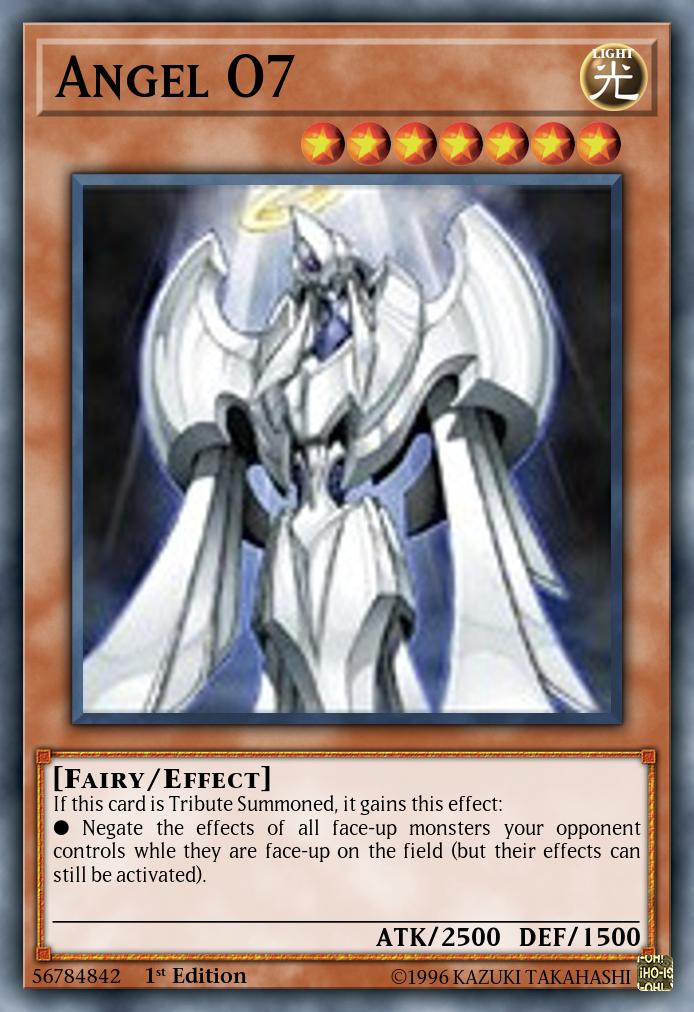 Angel O7
LIGHT
光
[Fairy/Effect]
If this card is Tribute Summoned, it gains this effect:
● Negate the effects of all face-up monsters your opponent
controls whle they are face-up on the field (but their effects can
still be activated).
ATK/2500 DEF/1500
56784842 1st Edition ©1996 KAZUKI TAKAHASHI